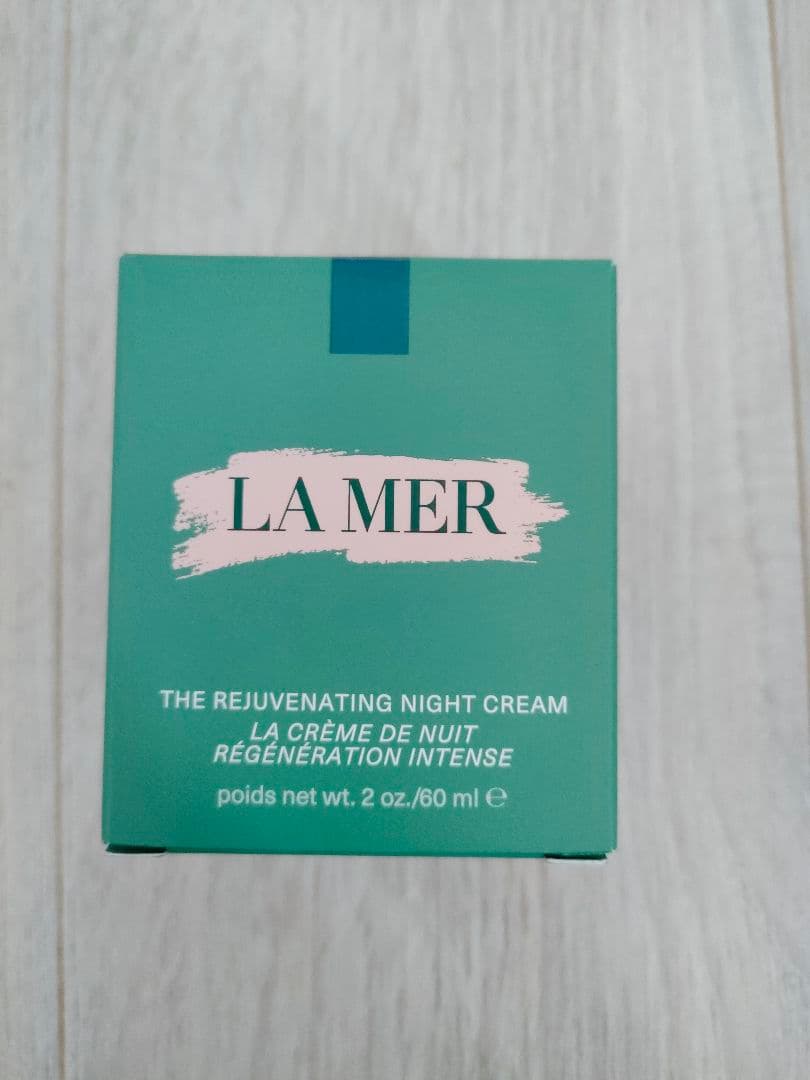 LA MER
THE REJUVENATING NIGHT CREAM
LA CRÈME DE NUIT
RÉGÉNÉRATION INTENSE
poids net wt. 2 oz./60 ml ℮